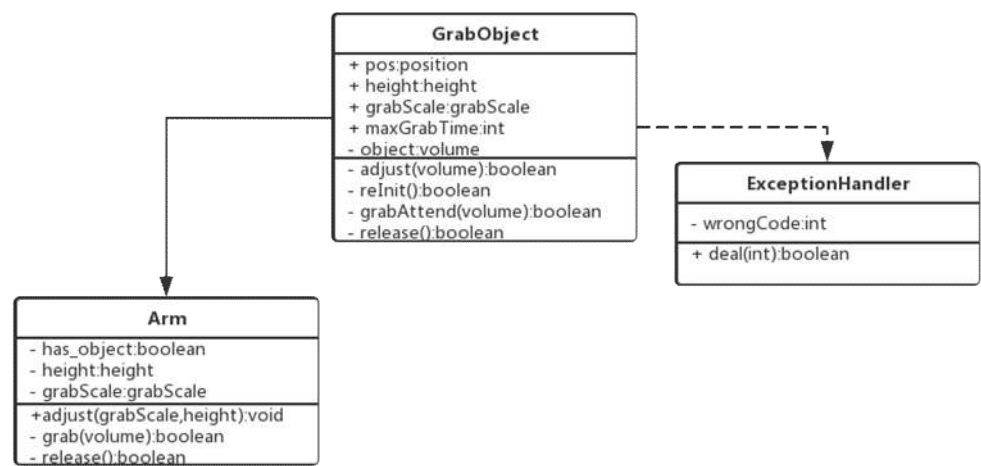 GrabObject
+ pos:position
+ height:height
+ grabScale:grabScale
+ maxGrabTime:int
- object:volume
- adjust(volume):boolean
- reInit():boolean
- grabAttend(volume):boolean
- release():boolean
ExceptionHandler
- wrongCode:int
+ deal(int):boolean
Arm
- has_object:boolean
- height:height
- grabScale:grabScale
+adjust(grabScale,height):void
- grab(volume):boolean
- release():boolean